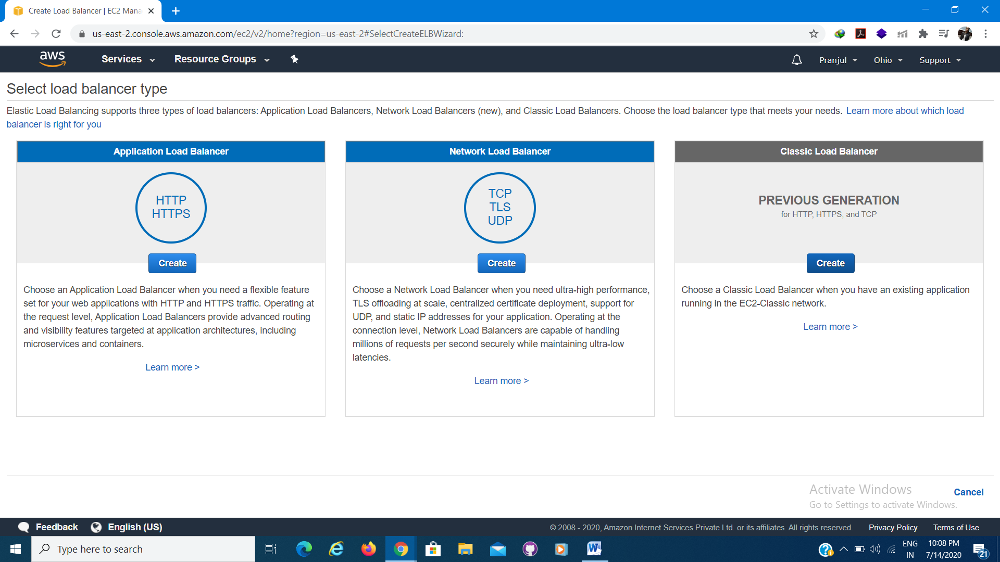 Create Load Balancer | EC2 Mana
us-east-2.console.aws.amazon.com/ec2/v2/home?region=us-east-2#SelectCreateELBWizard:
aws Services Resource Groups Pranjul Ohio Support
Select load balancer type
Elastic Load Balancing supports three types of load balancers: Application Load Balancers, Network Load Balancers (new), and Classic Load Balancers. Choose the load balancer type that meets your needs. Learn more about which load
balancer is right for you
Application Load Balancer
HTTP
HTTPS
Create
Choose an Application Load Balancer when you need a flexible feature
set for your web applications with HTTP and HTTPS traffic. Operating at
the request level, Application Load Balancers provide advanced routing
and visibility features targeted at application architectures, including
microservices and containers.
Learn more >
Network Load Balancer
TCP
TLS
UDP
Create
Choose a Network Load Balancer when you need ultra-high performance,
TLS offloading at scale, centralized certificate deployment, support for
UDP, and static IP addresses for your application. Operating at the
connection level, Network Load Balancers are capable of handling
millions of requests per second securely while maintaining ultra-low
latencies.
Learn more >
Classic Load Balancer
PREVIOUS GENERATION
for HTTP, HTTPS, and TCP
Create
Choose a Classic Load Balancer when you have an existing application
running in the EC2-Classic network.
Learn more >
Activate Windows
Go to Settings to activate Windows.
Cancel
Feedback English (US) © 2008 - 2020, Amazon Internet Services Private Ltd. or its affiliates. All rights reserved. Privacy Policy Terms of Use
Type here to search
ENG
IN
10:08 PM
7/14/2020
21